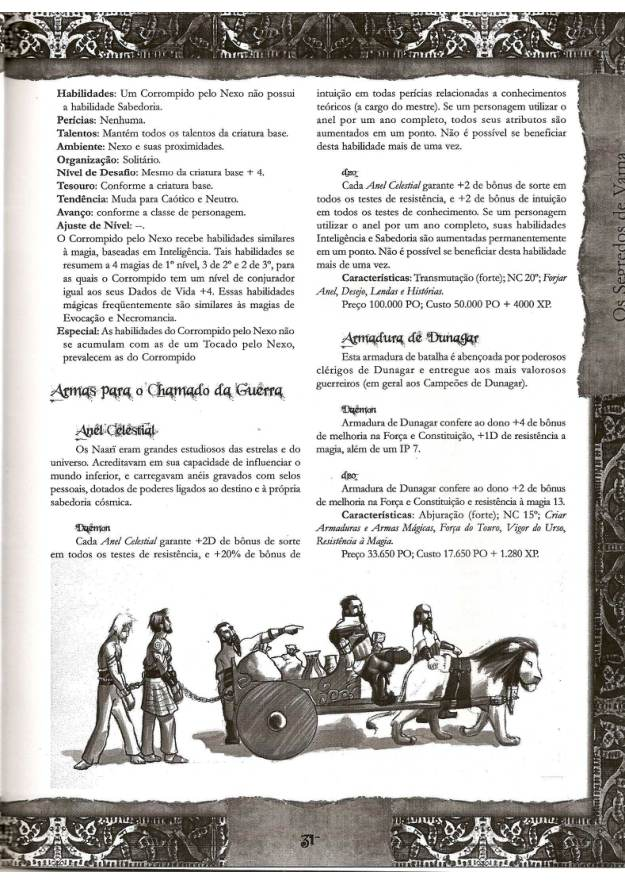 Habilidades: Um Corrompido pelo Nexo não possui
a habilidade Sabedoria.
Perícias: Nenhuma.
Talentos: Mantém todos os talentos da criatura base.
Ambiente: Nexo e suas proximidades.
Organização: Solitário.
Nível de Desafio: Mesmo da criatura base + 4.
Tesouro: Conforme a criatura base.
Tendência: Muda para Caótico e Neutro.
Avanço: conforme a classe de personagem.
Ajuste de Nível: --.
O Corrompido pelo Nexo recebe habilidades similares
à magia, baseadas em Inteligência. Tais habilidades se
resumem a 4 magias de 1º nível, 3 de 2º e 2 de 3º, para
as quais o Corrompido tem um nível de conjurador
igual aos seus Dados de Vida +4. Essas habilidades
mágicas freqüentemente são similares às magias de
Evocação e Necromancia.
Especial: As habilidades do Corrompido pelo Nexo não
se acumulam com as de um Tocado pelo Nexo,
prevalecem as do Corrompido
Armas para o Chamado da Guerra
Anel Celestial
Os Naarï eram grandes estudiosos das estrelas e do
universo. Acreditavam em sua capacidade de influenciar o
mundo inferior, e carregavam anéis gravados com selos
pessoais, dotados de poderes ligados ao destino e à própria
sabedoria cósmica.
Daemon
Cada Anel Celestial garante +2D de bônus de sorte
em todos os testes de resistência, e +20% de bônus de
intuição em todas perícias relacionadas a conhecimentos
teóricos (a cargo do mestre). Se um personagem utilizar o
anel por um ano completo, todos seus atributos são
aumentados em um ponto. Não é possível se beneficiar
desta habilidade mais de uma vez.
d20:
Cada Anel Celestial garante +2 de bônus de sorte em
todos os testes de resistência, e +2 de bônus de intuição
em todos os testes de conhecimento. Se um personagem
utilizar o anel por um ano completo, suas habilidades
Inteligência e Sabedoria são aumentadas permanentemente
em um ponto. Não é possível se beneficiar desta habilidade
mais de uma vez.
Características: Transmutação (forte); NC 20º; Forjar
Anel, Desejo, Lendas e Histórias.
Preço 100.000 PO; Custo 50.000 PO + 4000 XP.
Armadura de Dunagar
Esta armadura de batalha é abençoada por poderosos
clérigos de Dunagar e entregue aos mais valorosos
guerreiros (em geral aos Campeões de Dunagar).
Daemon
Armadura de Dunagar confere ao dono +4 de bônus
de melhoria na Força e Constituição, +1D de resistência a
magia, além de um IP 7.
d20:
Armadura de Dunagar confere ao dono +2 de bônus
de melhoria na Força e Constituição e resistência à magia 13.
Características: Abjuração (forte); NC 15º; Criar
Armaduras e Armas Mágicas, Força do Touro, Vigor do Urso,
Resistência à Magia.
Preço 33.650 PO; Custo 17.650 PO + 1.280 XP.
Os Segredos de Varna
31